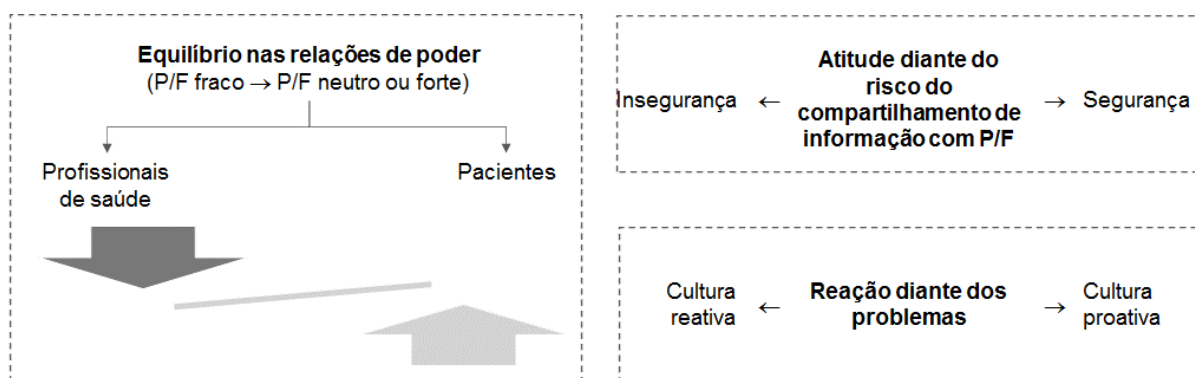 Equilíbrio nas relações de poder
(P/F fraco → P/F neutro ou forte)
Profissionais
de saúde
Pacientes
Insegurança ← Atitude diante do
risco do
compartilhamento de
informação com P/F → Segurança
Cultura
reativa
← Reação diante dos
problemas →
Cultura
proativa